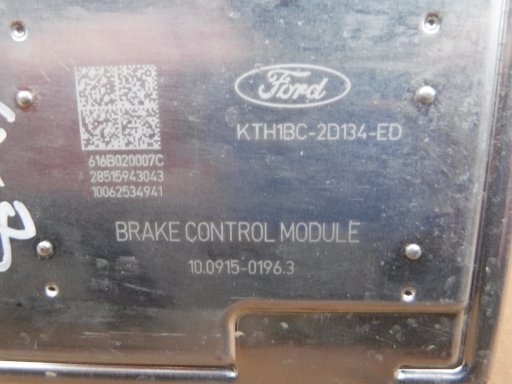 Ford
KTH1BC-2D134-ED
616B020007C
28515943043
10062534941
BRAKE CONTROL MODULE
10.0915-0196.3